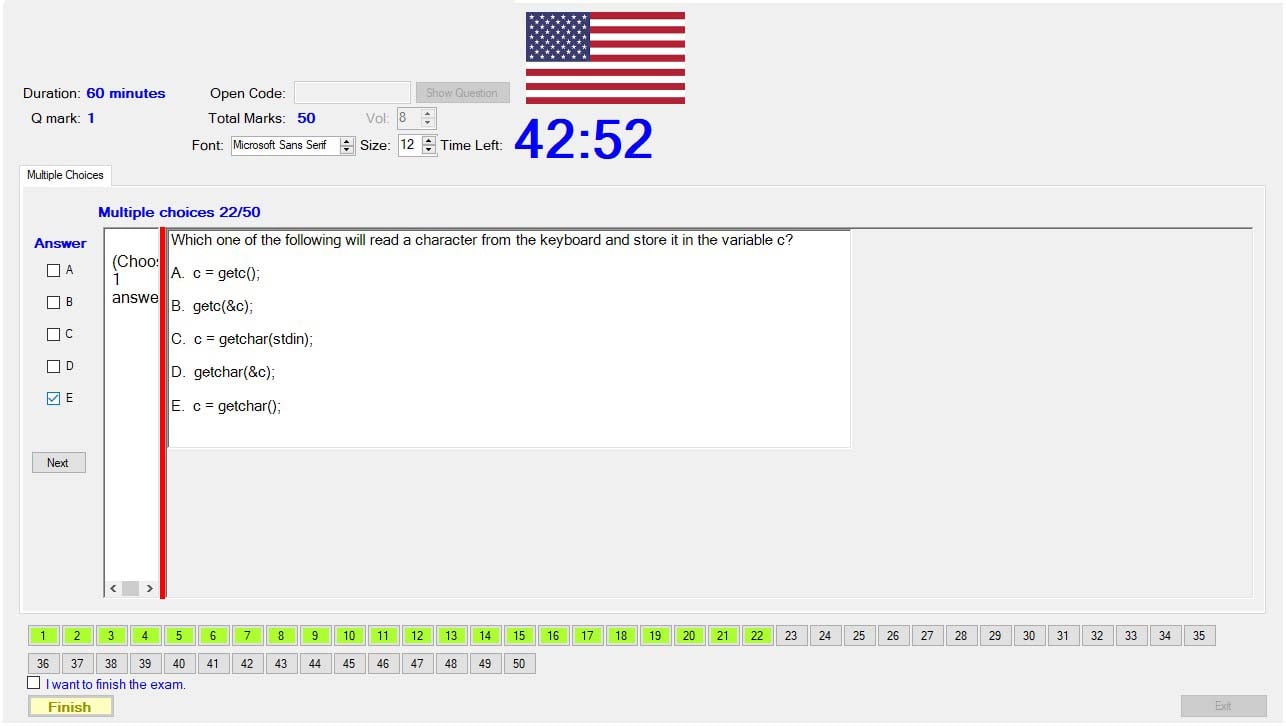 Duration: 60 minutes Open Code: Show Question
Q mark: 1 Total Marks: 50 Vol: 8
Font: Microsoft Sans Serif Size: 12 Time Left: 42:52
Multiple Choices
Multiple choices 22/50
Answer
A
B
C
D
E
Next
(Choos
1
answe
Which one of the following will read a character from the keyboard and store it in the variable c?
A. c = getc();
B. getc(&c);
C. c = getchar(stdin);
D. getchar(&c);
E. c = getchar();
1 2 3 4 5 6 7 8 9 10 11 12 13 14 15 16 17 18 19 20 21 22 23 24 25 26 27 28 29 30 31 32 33 34 35
36 37 38 39 40 41 42 43 44 45 46 47 48 49 50
I want to finish the exam.
Finish Exit